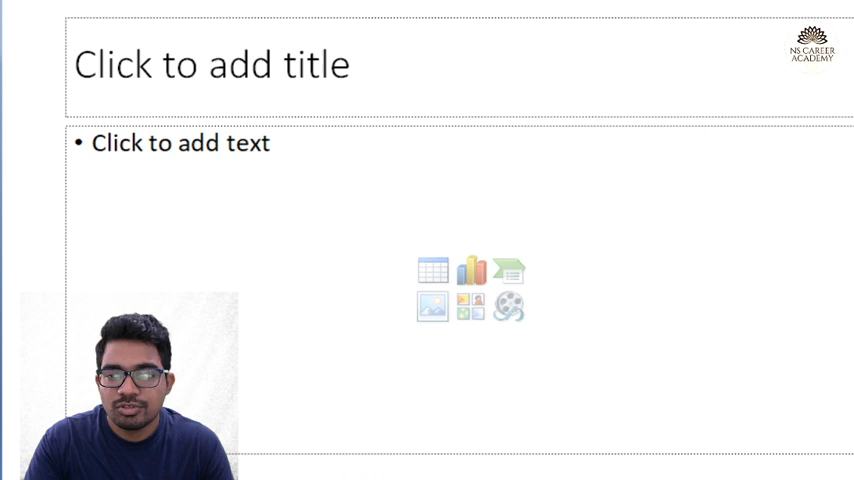 Click to add title
NS CAREER
ACADEMY
• Click to add text